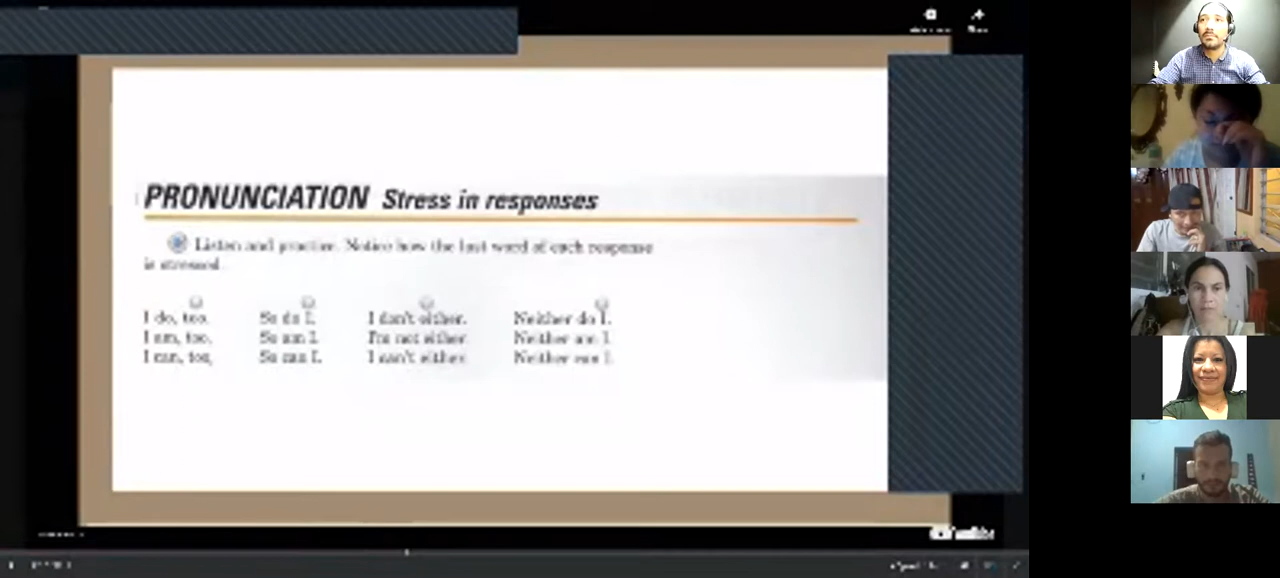 PRONUNCIATION Stress in responses
Listen and practice. Notice how the last word of each response
is stressed.
I do, too. So do I. I don't either. Neither do I.
I am, too. So am I. I'm not either. Neither am I.
I can, too. So can I. I can't either. Neither can I.
YouTube